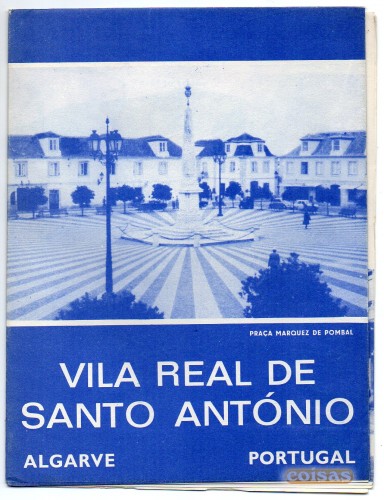 PRAÇA MARQUEZ DE POMBAL
VILA REAL DE
SANTO ANTÓNIO
ALGARVE PORTUGAL
coisas